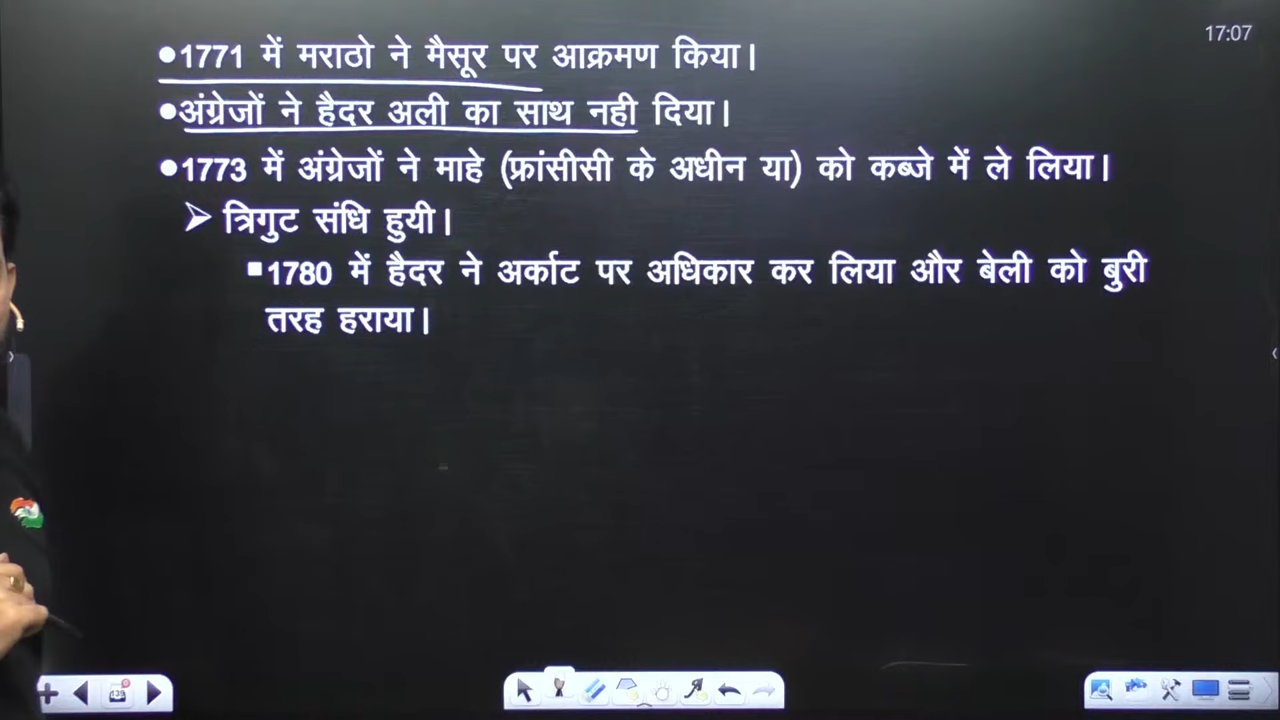 17:07
●1771 में मराठो ने मैसूर पर आक्रमण किया।
●अंग्रेजों ने हैदर अली का साथ नही दिया।
●1773 में अंग्रेजों ने माहे (फ्रांसीसी के अधीन या) को कब्जे में ले लिया।
➢ त्रिगुट संधि हुयी।
▪1780 में हैदर ने अर्काट पर अधिकार कर लिया और बेली को बुरी
तरह हराया।